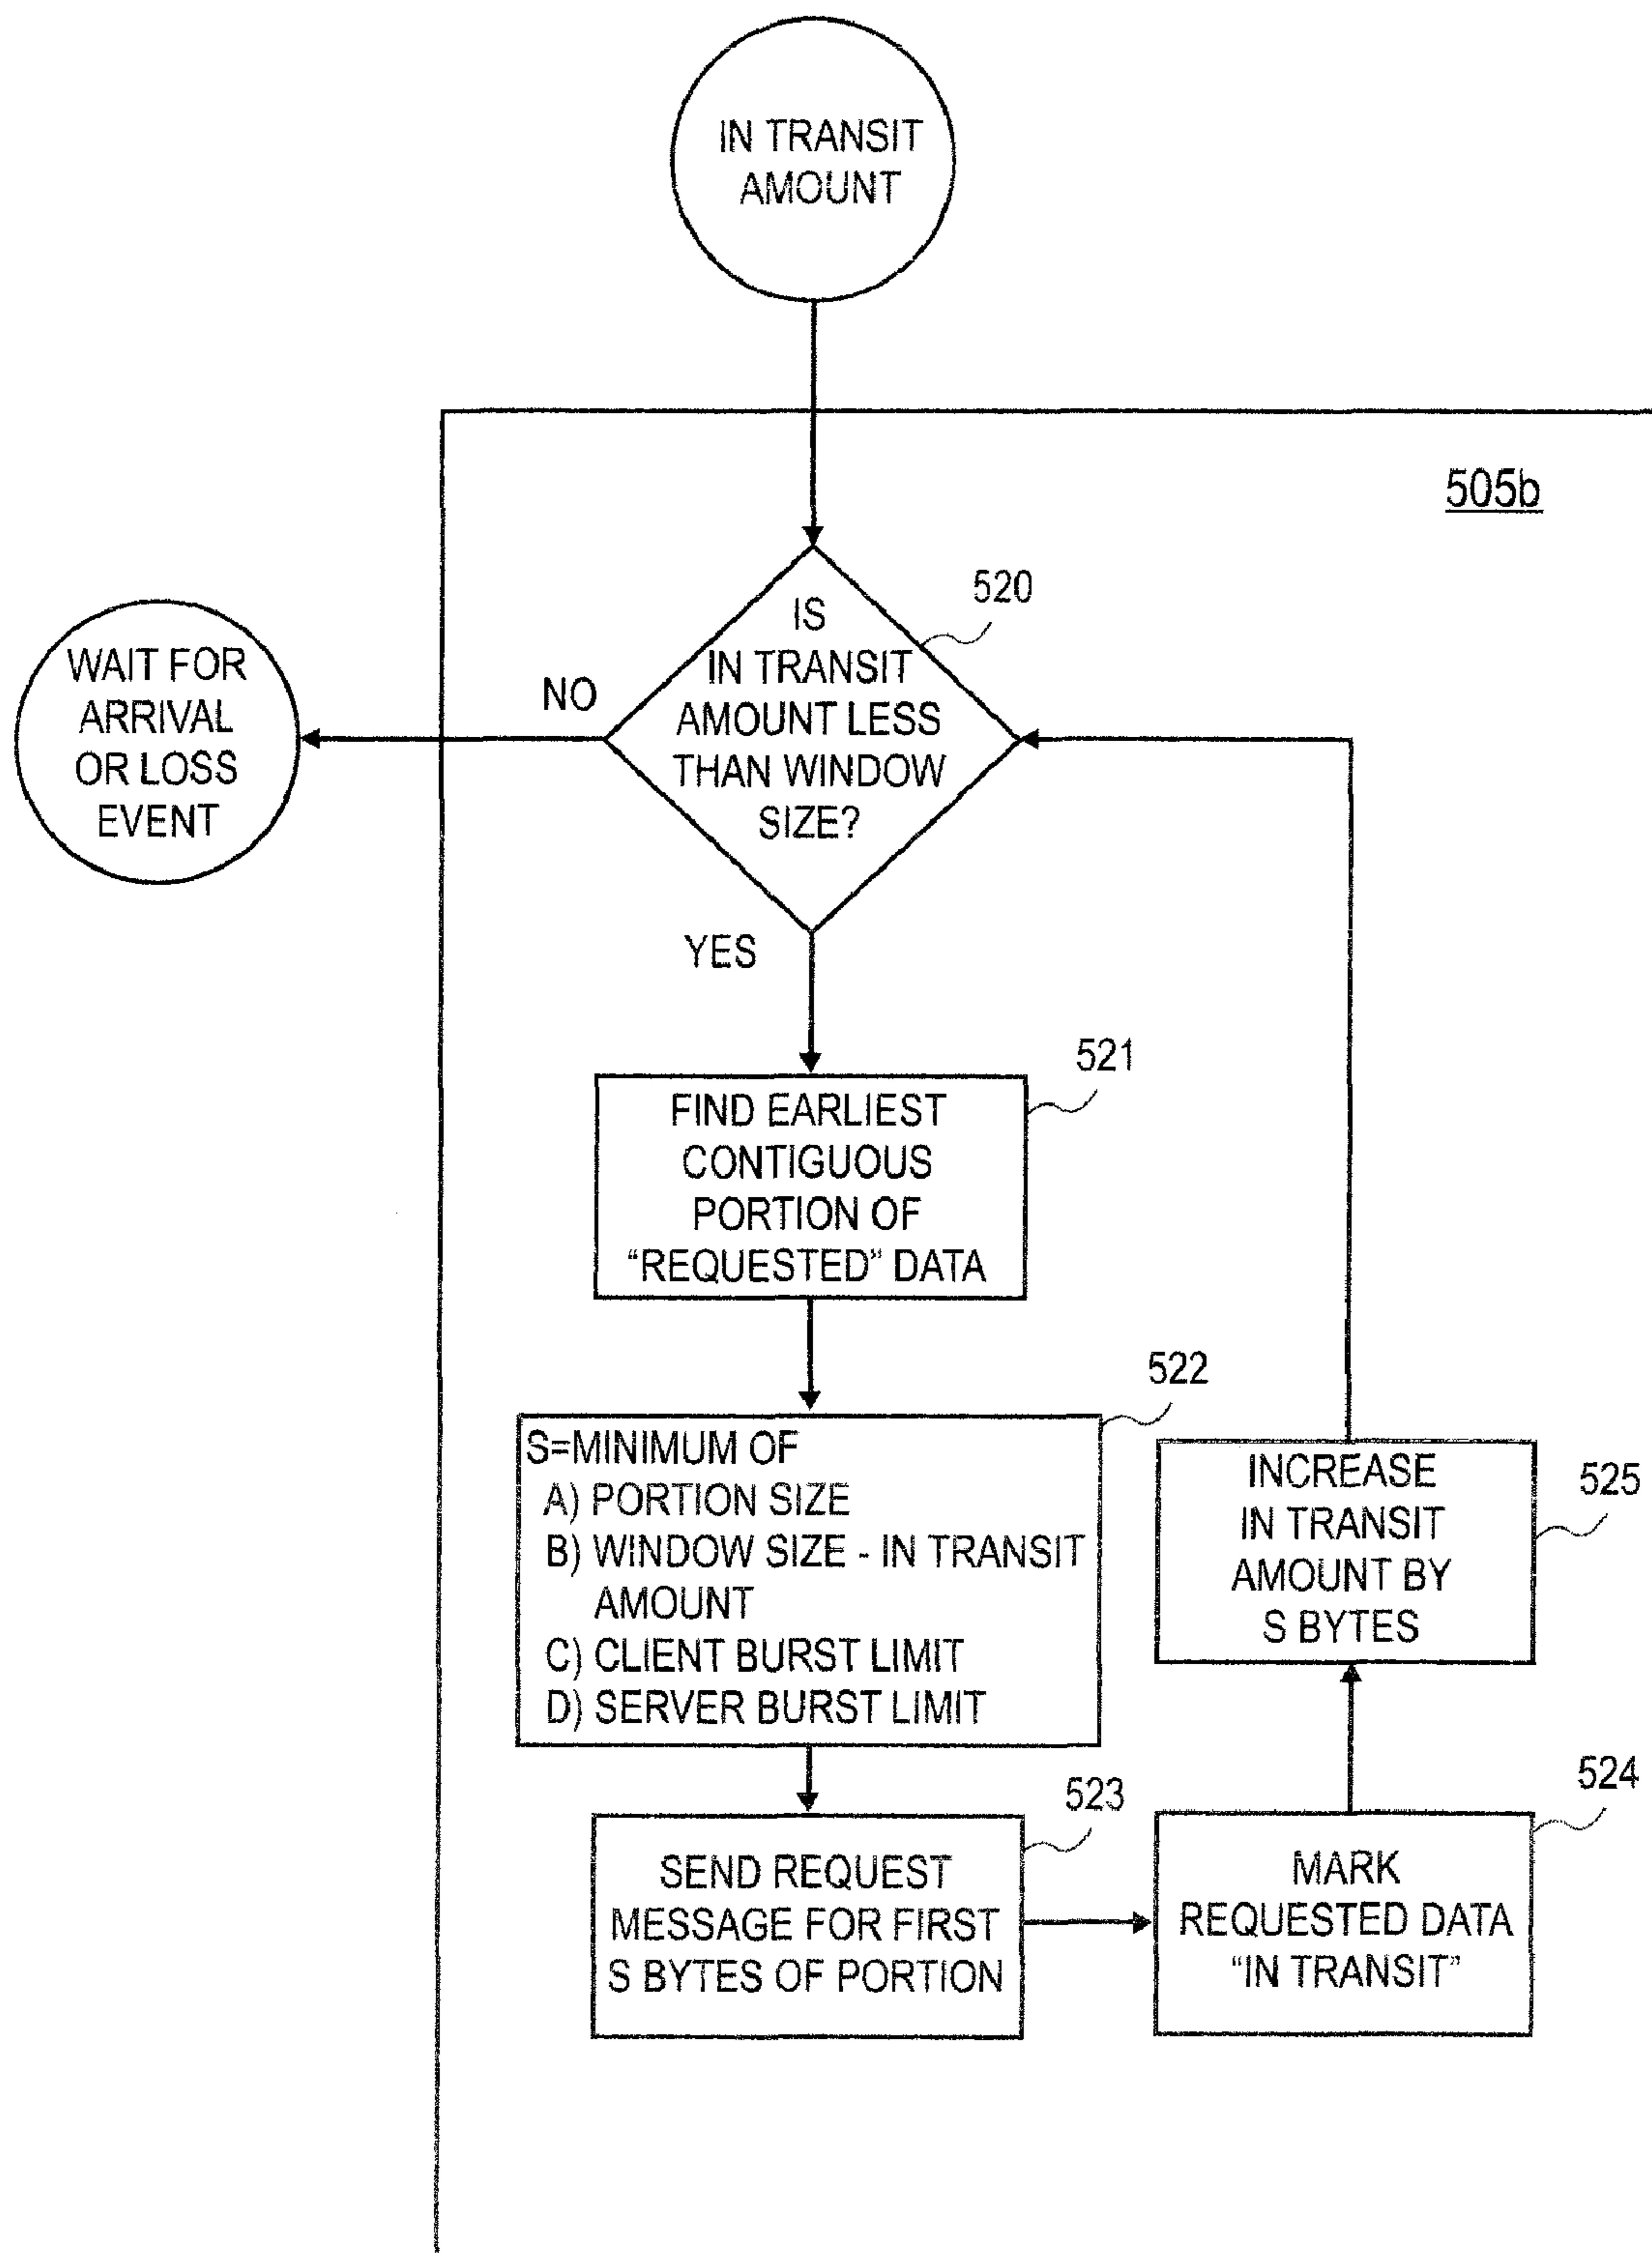 IN TRANSIT
AMOUNT
505b
520
IS
IN TRANSIT
AMOUNT LESS
THAN WINDOW
SIZE?
NO
WAIT FOR
ARRIVAL
OR LOSS
EVENT
YES
521
FIND EARLIEST
CONTIGUOUS
PORTION OF
“REQUESTED” DATA
522
S=MINIMUM OF
A) PORTION SIZE
B) WINDOW SIZE - IN TRANSIT
AMOUNT
C) CLIENT BURST LIMIT
D) SERVER BURST LIMIT
523
SEND REQUEST
MESSAGE FOR FIRST
S BYTES OF PORTION
524
MARK
REQUESTED DATA
“IN TRANSIT”
525
INCREASE
IN TRANSIT
AMOUNT BY
S BYTES